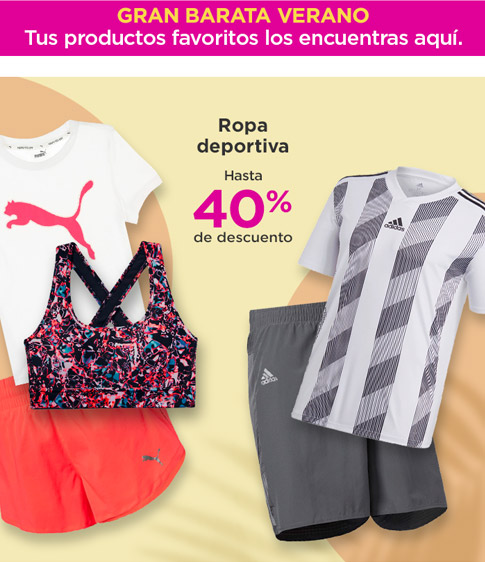 GRAN BARATA VERANO
Tus productos favoritos los encuentras aquí.
Ropa
deportiva
Hasta
40%
de descuento
adidas
adidas